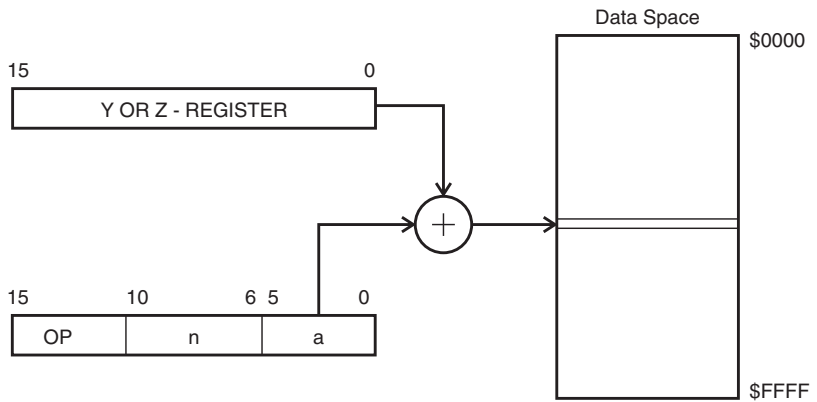 Data Space
$0000
15 0
Y OR Z - REGISTER
+
15 10 6 5 0
OP n a
$FFFF